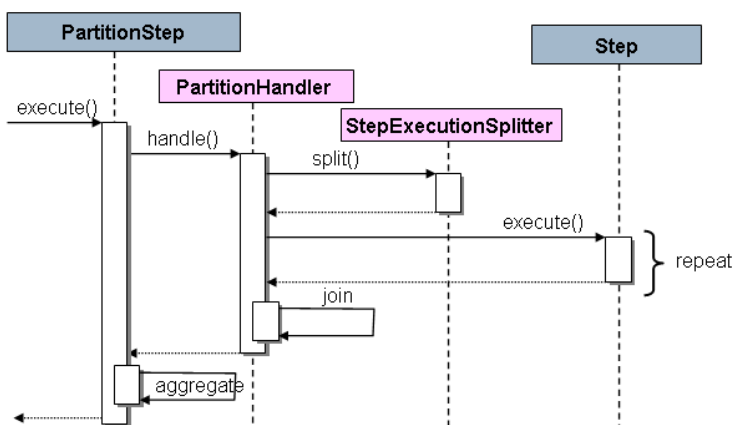 PartitionStep
Step
PartitionHandler
execute()
StepExecutionSplitter
handle()
split()
execute()
repeat
join
aggregate